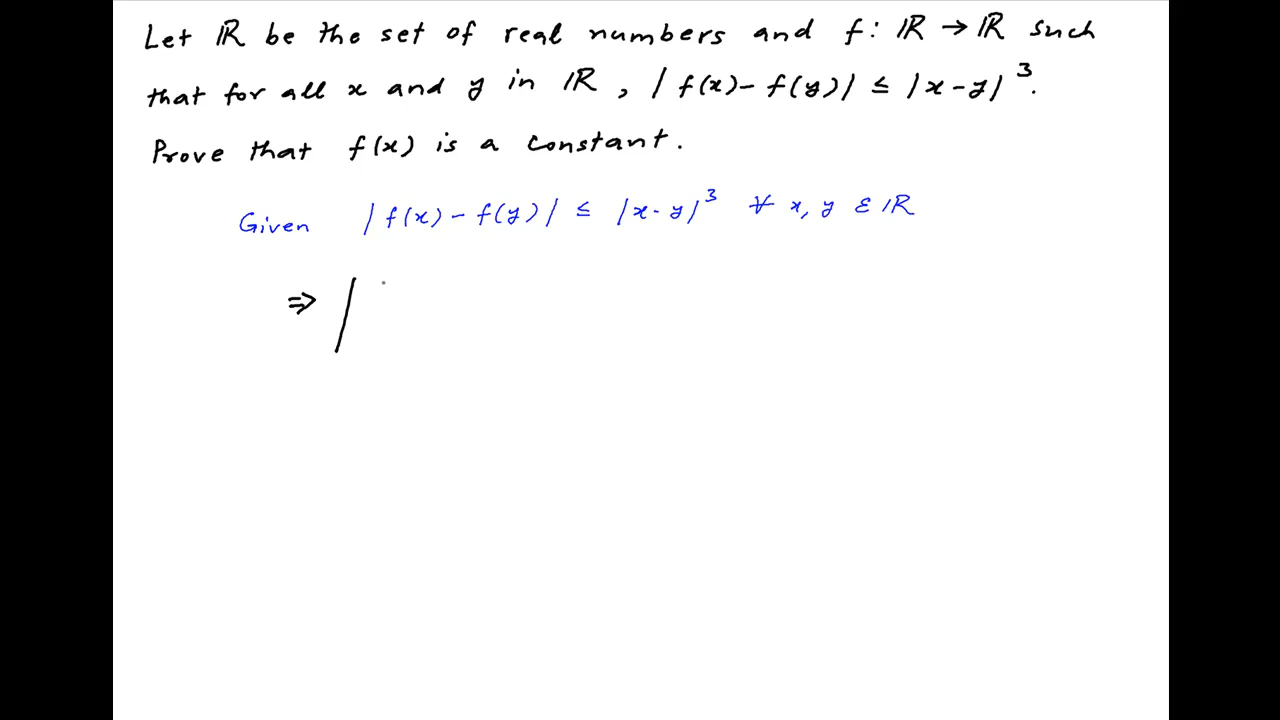 Let ℝ be the set of real numbers and f: ℝ → ℝ such
that for all x and y in ℝ, |f(x) - f(y)| ≤ |x - y|³.
Prove that f(x) is a constant.
Given |f(x) - f(y)| ≤ |x - y|³ ∀ x, y ∈ ℝ
⇒ |